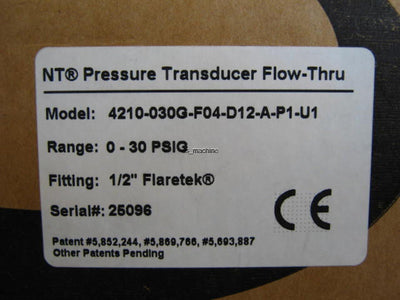 NT® Pressure Transducer Flow-Thru
Model: 4210-030G-F04-D12-A-P1-U1
Range: 0 - 30 PSIG
Fitting: 1/2" Flaretek®
Serial#: 25096
CE
Patent #5,852,244, #5,869,766, #5,693,887
Other Patents Pending